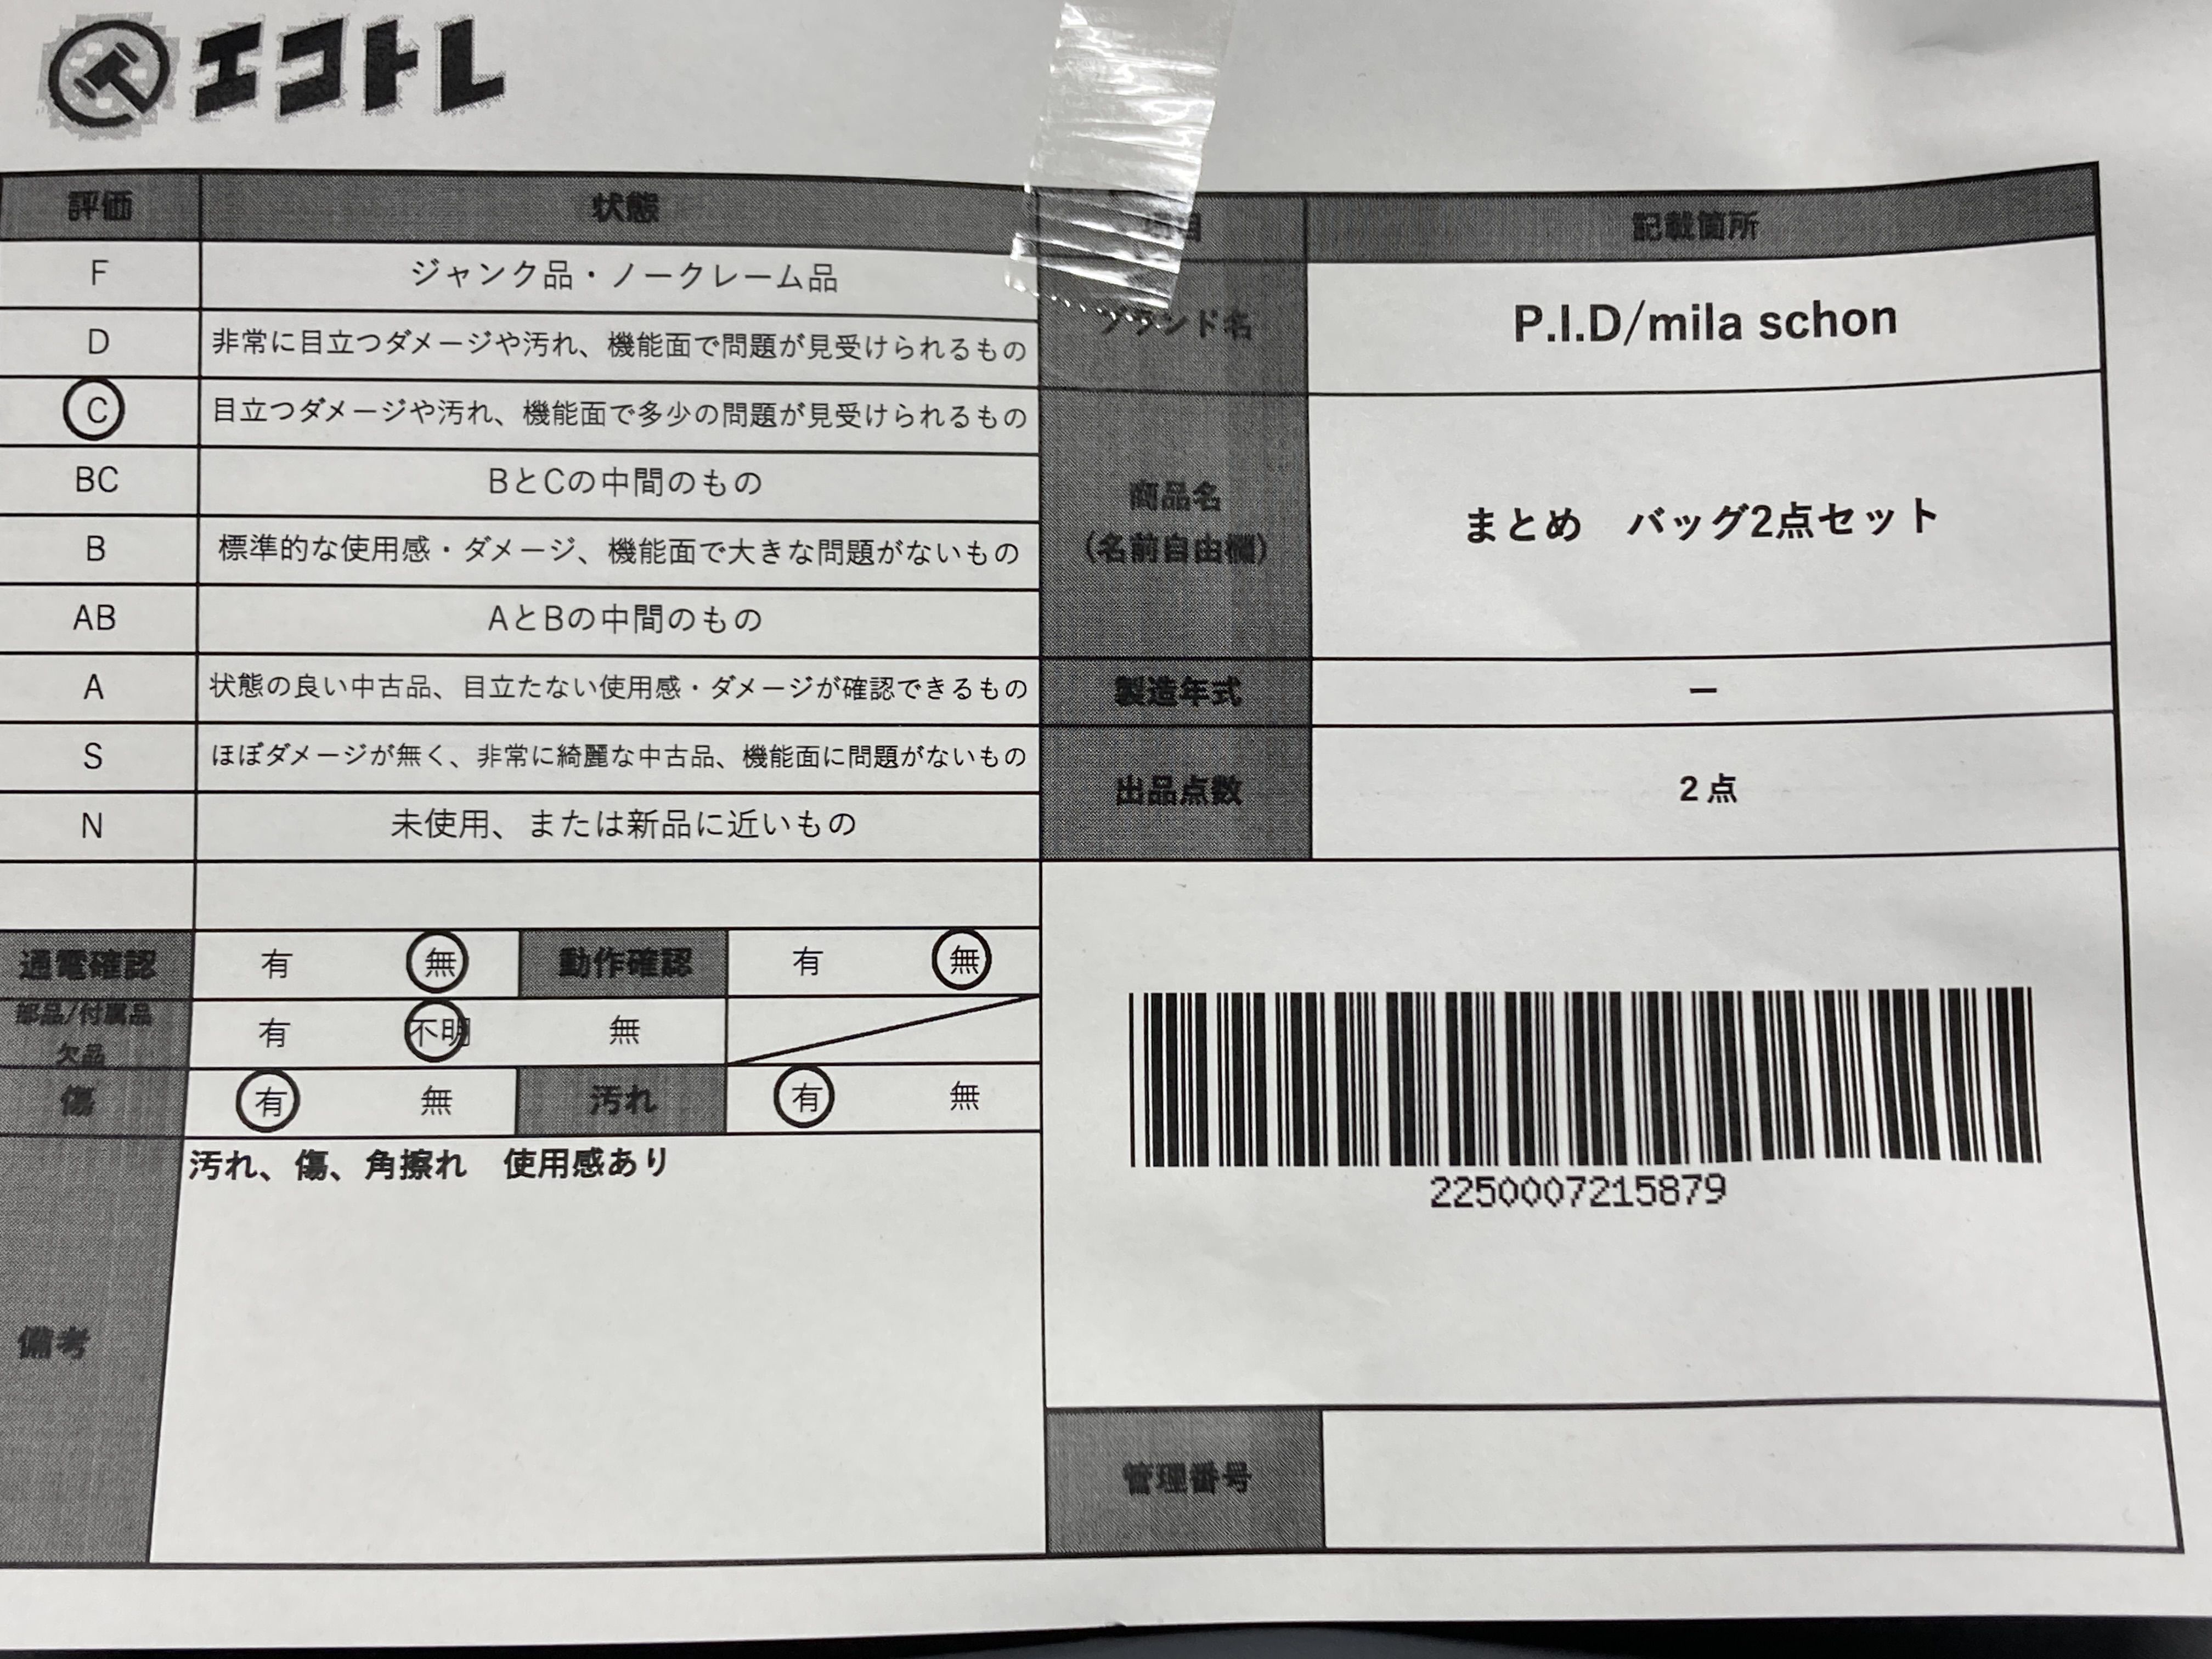 エコトレ
評価 状態
F ジャンク品・ノークレーム品
D 非常に目立つダメージや汚れ、機能面で問題が見受けられるもの
C 目立つダメージや汚れ、機能面で多少の問題が見受けられるもの
BC BとCの中間のもの
B 標準的な使用感・ダメージ、機能面で大きな問題がないもの
AB AとBの中間のもの
A 状態の良い中古品、目立たない使用感・ダメージが確認できるもの
S ほぼダメージが無く、非常に綺麗な中古品、機能面に問題がないもの
N 未使用、または新品に近いもの
通電確認 有 無 動作確認 有 無
部品/付属品
欠品 有 不明 無
傷 有 無 汚れ 有 無
備考 汚れ、傷、角擦れ 使用感あり
項目 記載箇所
ブランド名 P.I.D/mila schon
商品名
(名前自由欄) まとめ バッグ2点セット
製造年式 ー
出品点数 2点
2250007215879
管理番号